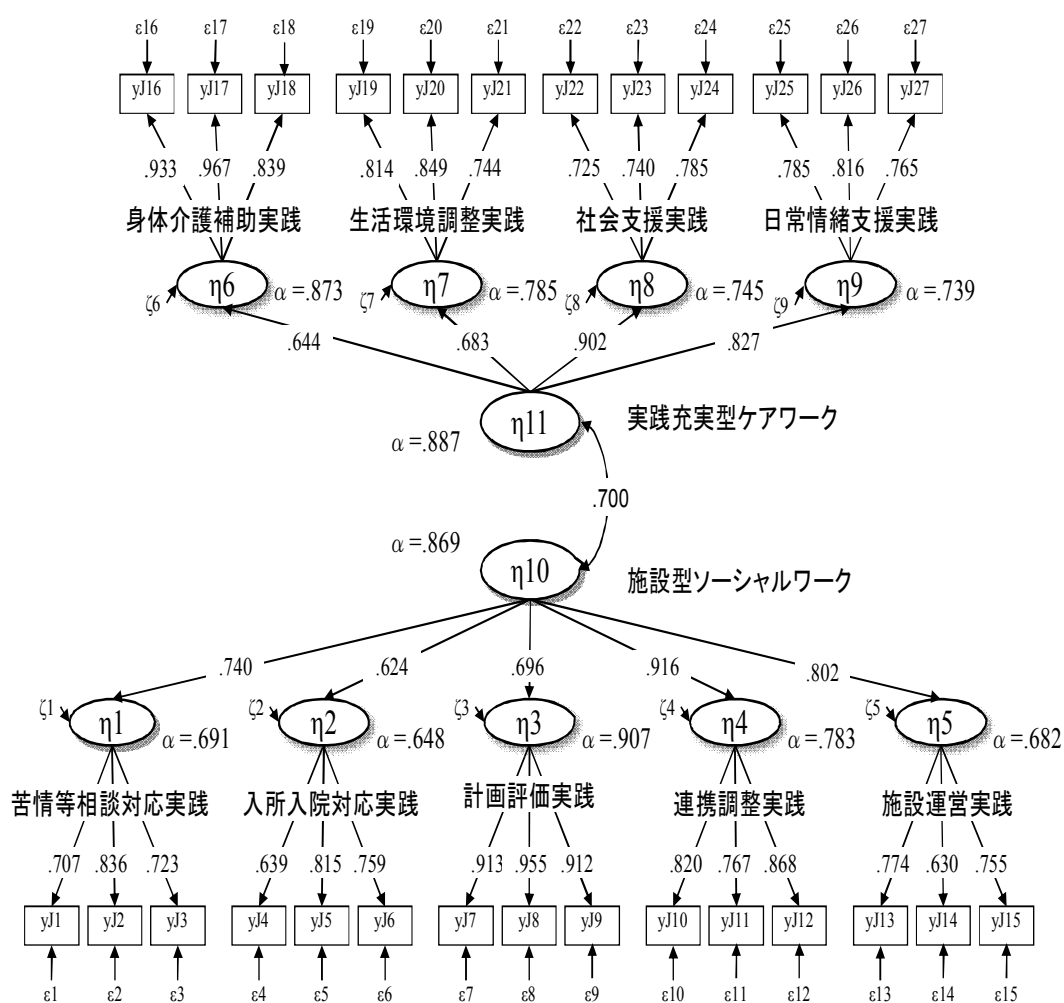 ε16 ε17 ε18 ε19 ε20 ε21 ε22 ε23 ε24 ε25 ε26 ε27
yJ16 yJ17 yJ18 yJ19 yJ20 yJ21 yJ22 yJ23 yJ24 yJ25 yJ26 yJ27
.933 .967 .839 .814 .849 .744 .725 .740 .785 .785 .816 .765
身体介護補助実践 生活環境調整実践 社会支援実践 日常情緒支援実践
ζ6 η6 α=.873 ζ7 η7 α=.785 ζ8 η8 α=.745 ζ9 η9 α=.739
.644 .683 .902 .827
η11 実践充実型ケアワーク
α=.887
.700
α=.869
η10 施設型ソーシャルワーク
.740 .624 .696 .916 .802
ζ1 η1 α=.691 ζ2 η2 α=.648 ζ3 η3 α=.907 ζ4 η4 α=.783 ζ5 η5 α=.682
苦情等相談対応実践 入所入院対応実践 計画評価実践 連携調整実践 施設運営実践
.707 .836 .723 .639 .815 .759 .913 .955 .912 .820 .767 .868 .774 .630 .755
yJ1 yJ2 yJ3 yJ4 yJ5 yJ6 yJ7 yJ8 yJ9 yJ10 yJ11 yJ12 yJ13 yJ14 yJ15
ε1 ε2 ε3 ε4 ε5 ε6 ε7 ε8 ε9 ε10 ε11 ε12 ε13 ε14 ε15